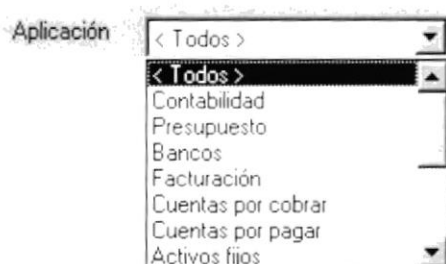 Aplicación
< Todos >
< Todos >
Contabilidad
Presupuesto
Bancos
Facturación
Cuentas por cobrar
Cuentas por pagar
Activos fijos